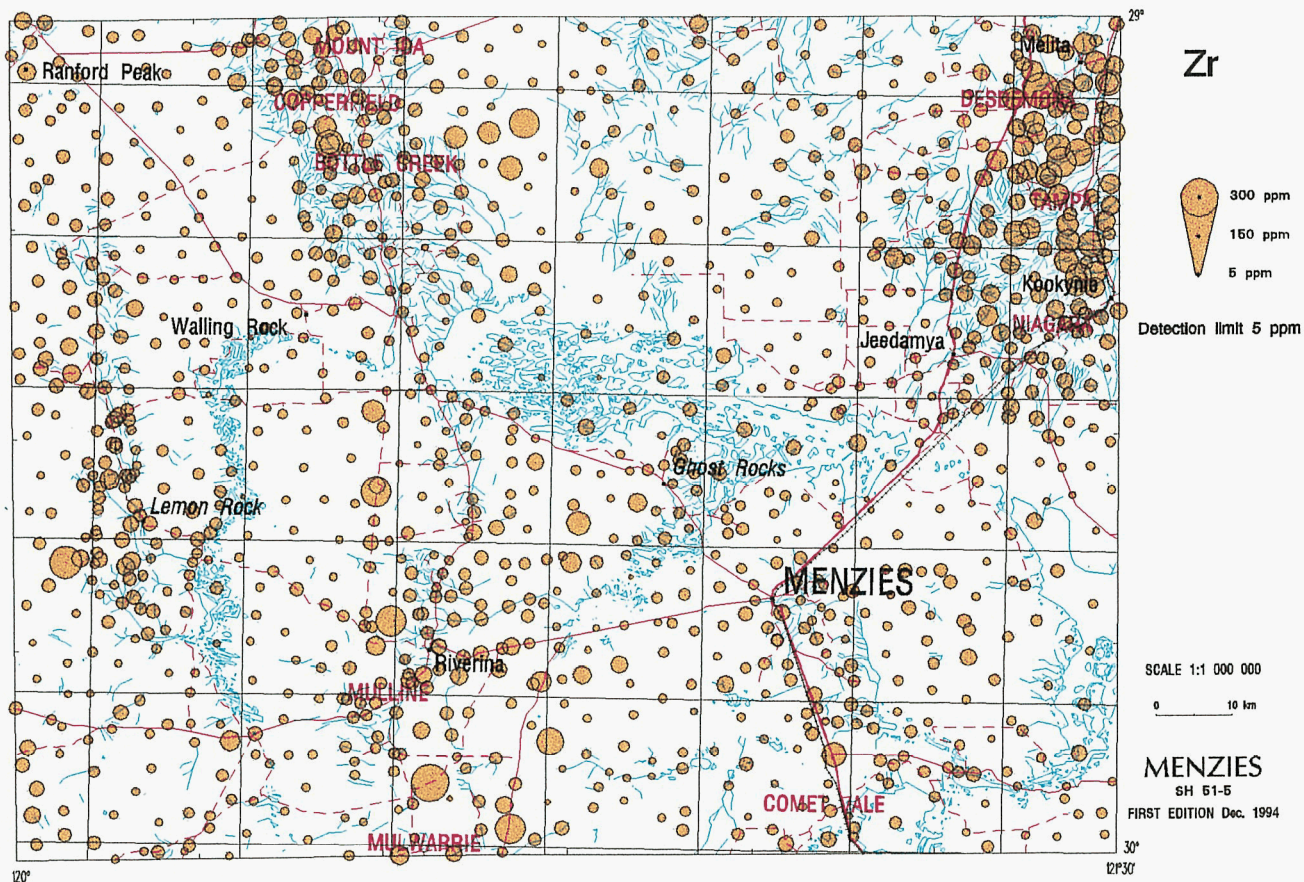 29°
Zr
MOUNT IDA
Melita
Ranford Peak
COPPERFIELD
DESDEMONA
BOTTLE CREEK
300 ppm
TAMPA
150 ppm
5 ppm
Kookynie
Walling Rock
NIAGARA
Detection limit 5 ppm
Jeedamya
Ghost Rocks
Lemon Rock
MENZIES
Riverina
SCALE 1:1 000 000
MULLINE
0 10 km
MENZIES
SH 51-5
COMET VALE
FIRST EDITION Dec. 1994
MULWARRIE
30°
120°
121°30'